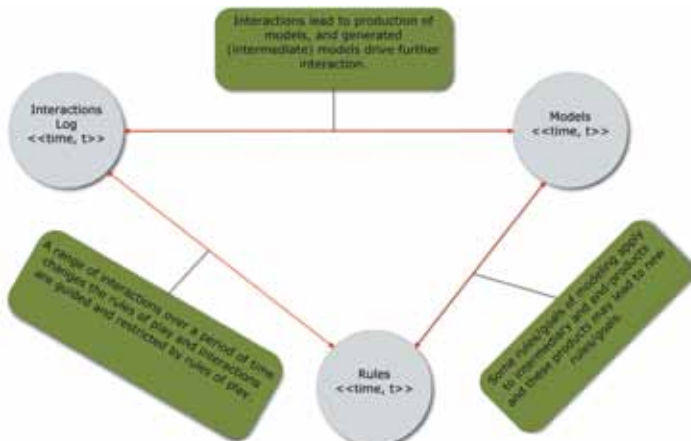 Interactions lead to production of
models, and generated
(intermediate) models drive further
interaction.
Interactions
Log
<<time, t>>
Models
<<time, t>>
A range of interactions over a period of time
changes the rules of play and interactions
are guided and restricted by rules of play.
Some rules/goals of modeling apply
to intermediary and end-products
and these products may lead to new
rules/goals.
Rules
<<time, t>>